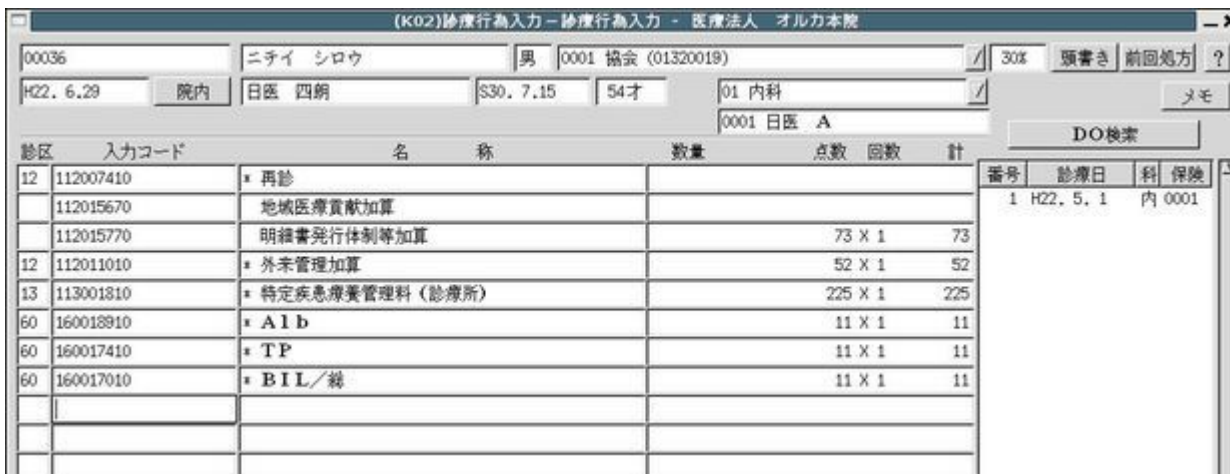 (K02)診療行為入力－診療行為入力 - 医療法人 オルカ本院
00036 ニチイ シロウ 男 0001 協会 (01320019) 30% 頭書き 前回処方 ?
H22. 6.29 院内 日医 四朗 S30. 7.15 54才 01 内科 メモ
0001 日医 A
DO検索
診区 入力コード 名 称 数量 点数 回数 計
番号 診療日 科 保険
12 112007410 * 再診
1 H22. 5. 1 内 0001
112015670 地域医療貢献加算
112015770 明細書発行体制等加算 73 X 1 73
12 112011010 * 外来管理加算 52 X 1 52
13 113001810 * 特定疾患療養管理料（診療所） 225 X 1 225
60 160018910 * Alb 11 X 1 11
60 160017410 * TP 11 X 1 11
60 160017010 * BIL／総 11 X 1 11